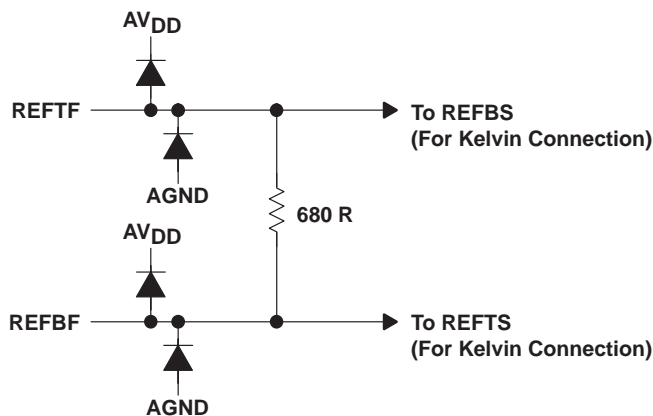 AVDD
REFTF
To REFBS
(For Kelvin Connection)
AGND
680 R
AVDD
REFBF
To REFTS
(For Kelvin Connection)
AGND